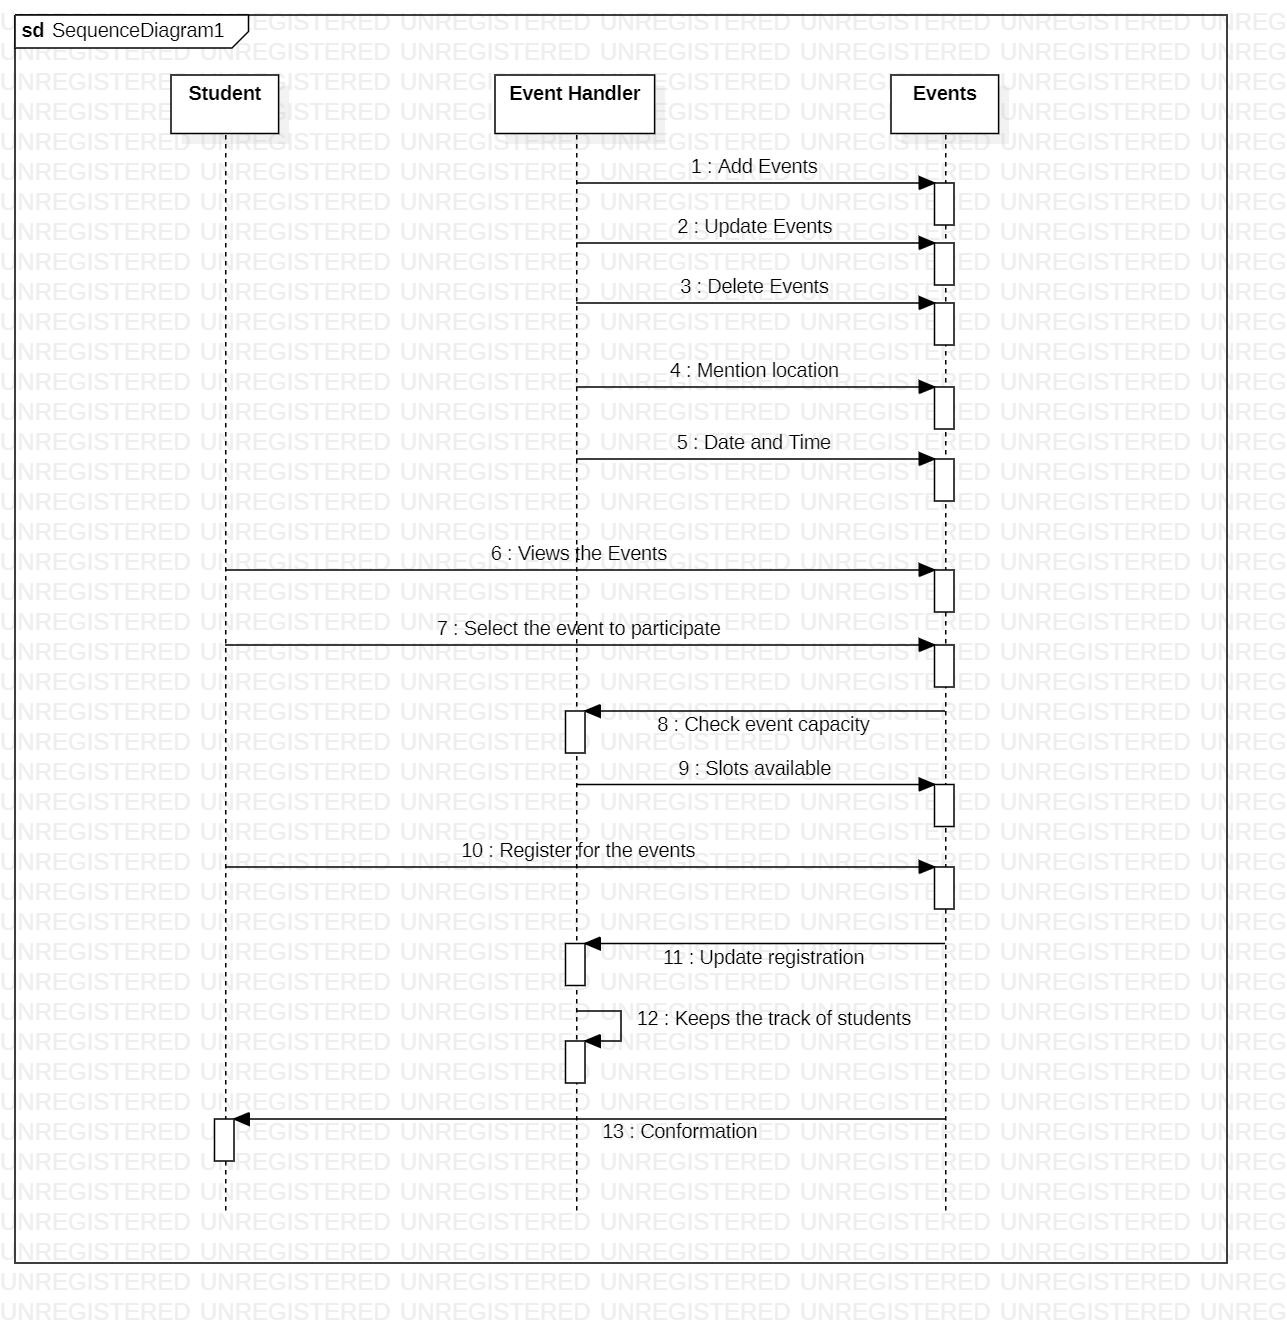 sd SequenceDiagram1
Student Event Handler Events
1 : Add Events
2 : Update Events
3 : Delete Events
4 : Mention location
5 : Date and Time
6 : Views the Events
7 : Select the event to participate
8 : Check event capacity
9 : Slots available
10 : Register for the events
11 : Update registration
12 : Keeps the track of students
13 : Conformation
UNREGISTERED